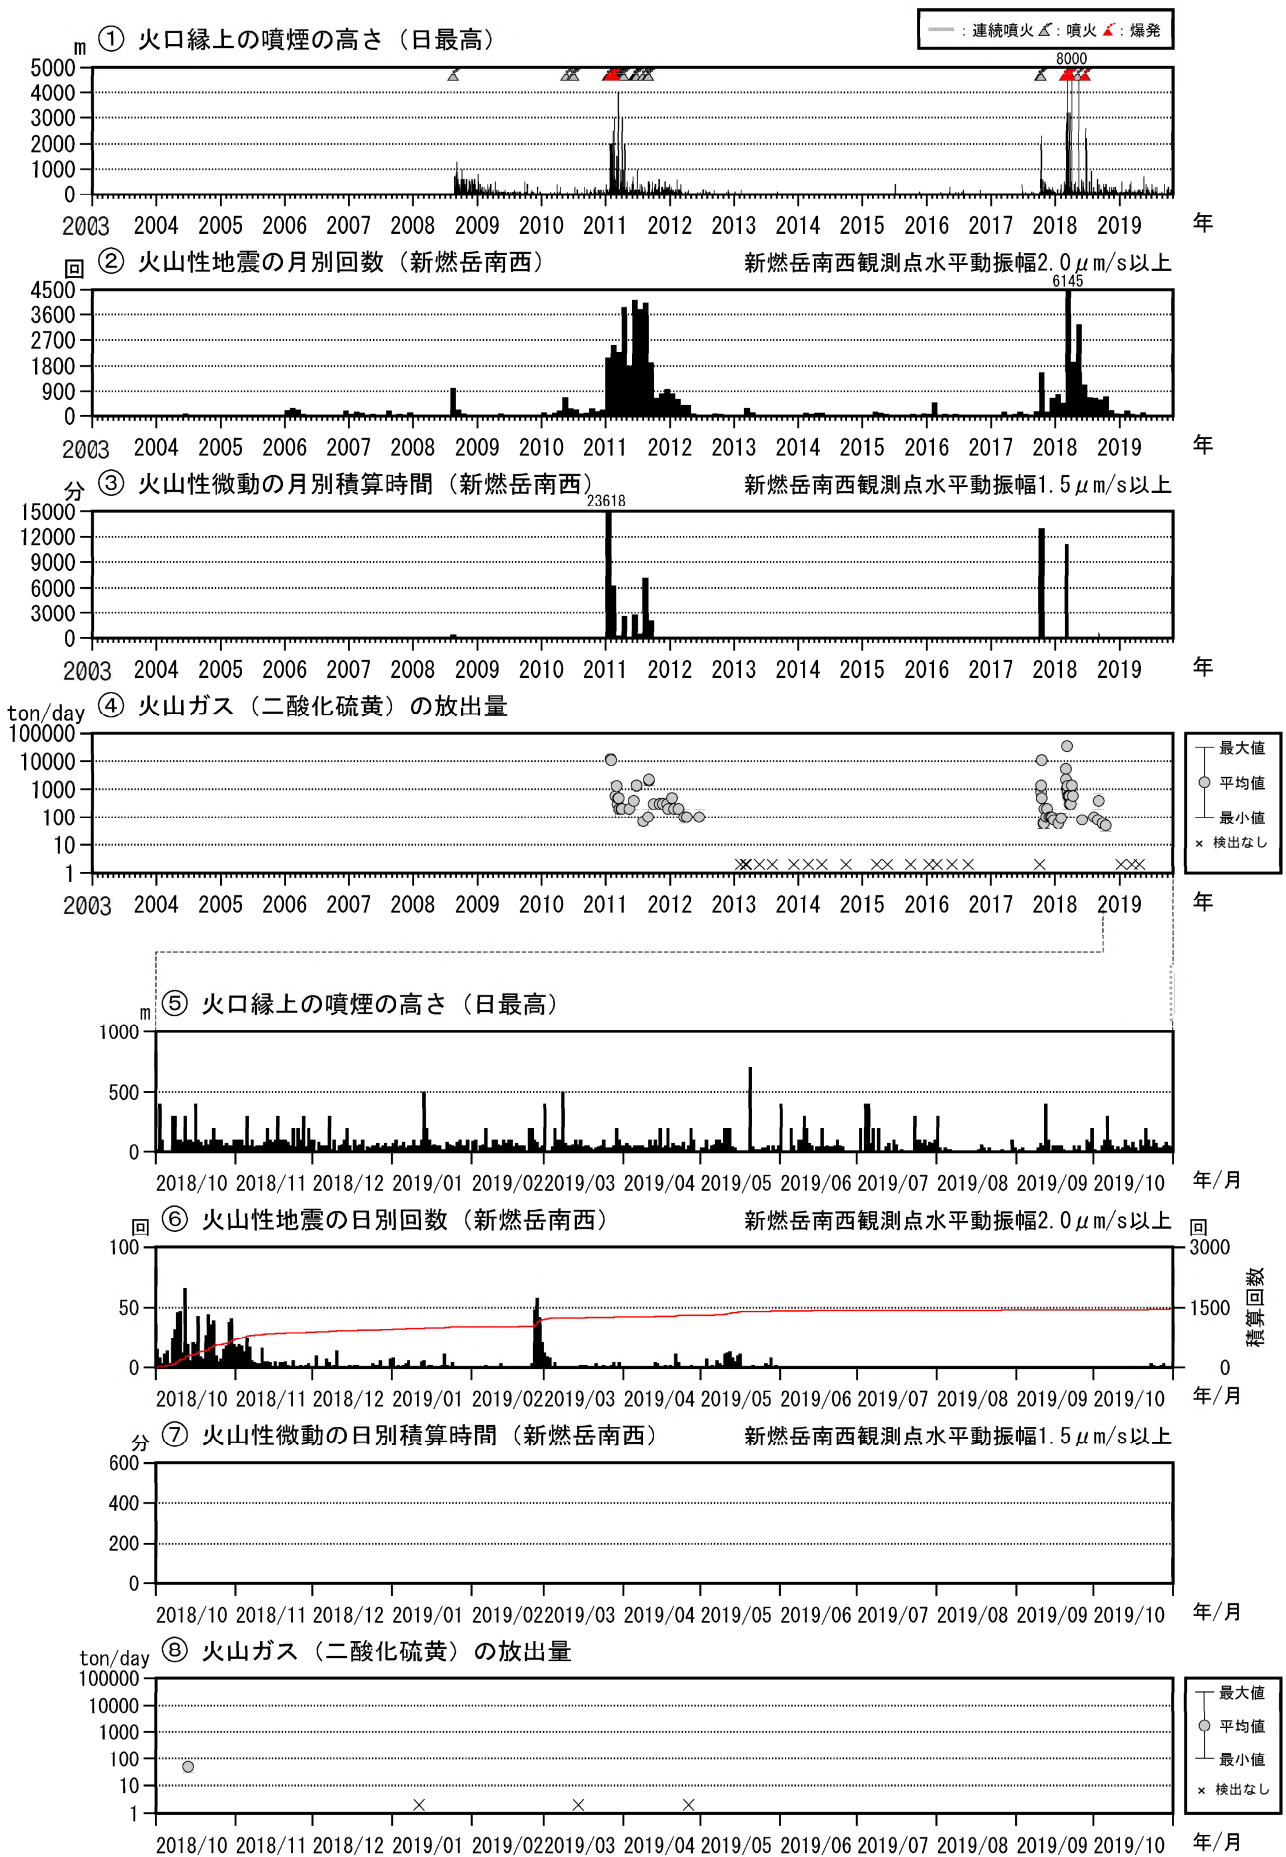 ① 火口縁上の噴煙の高さ（日最高）
━ : 連続噴火 : 噴火 : 爆発
m
8000
5000
4000
3000
2000
1000
0
2003 2004 2005 2006 2007 2008 2009 2010 2011 2012 2013 2014 2015 2016 2017 2018 2019 年
② 火山性地震の月別回数（新燃岳南西） 新燃岳南西観測点水平動振幅2.0μm/s以上
回
6145
4500
3600
2700
1800
900
0
2003 2004 2005 2006 2007 2008 2009 2010 2011 2012 2013 2014 2015 2016 2017 2018 2019 年
③ 火山性微動の月別積算時間（新燃岳南西） 新燃岳南西観測点水平動振幅1.5μm/s以上
分
23618
15000
12000
9000
6000
3000
0
2003 2004 2005 2006 2007 2008 2009 2010 2011 2012 2013 2014 2015 2016 2017 2018 2019 年
④ 火山ガス（二酸化硫黄）の放出量
ton/day
100000
10000
1000
100
10
1
最大値
平均値
最小値
× 検出なし
2003 2004 2005 2006 2007 2008 2009 2010 2011 2012 2013 2014 2015 2016 2017 2018 2019 年
⑤ 火口縁上の噴煙の高さ（日最高）
m
1000
500
0
2018/10 2018/11 2018/12 2019/01 2019/02 2019/03 2019/04 2019/05 2019/06 2019/07 2019/08 2019/09 2019/10 年/月
⑥ 火山性地震の日別回数（新燃岳南西） 新燃岳南西観測点水平動振幅2.0μm/s以上
回
回
100
50
0
3000
1500
0
積算回数
2018/10 2018/11 2018/12 2019/01 2019/02 2019/03 2019/04 2019/05 2019/06 2019/07 2019/08 2019/09 2019/10 年/月
⑦ 火山性微動の日別積算時間（新燃岳南西） 新燃岳南西観測点水平動振幅1.5μm/s以上
分
600
400
200
0
2018/10 2018/11 2018/12 2019/01 2019/02 2019/03 2019/04 2019/05 2019/06 2019/07 2019/08 2019/09 2019/10 年/月
⑧ 火山ガス（二酸化硫黄）の放出量
ton/day
100000
10000
1000
100
10
1
最大値
平均値
最小値
× 検出なし
2018/10 2018/11 2018/12 2019/01 2019/02 2019/03 2019/04 2019/05 2019/06 2019/07 2019/08 2019/09 2019/10 年/月